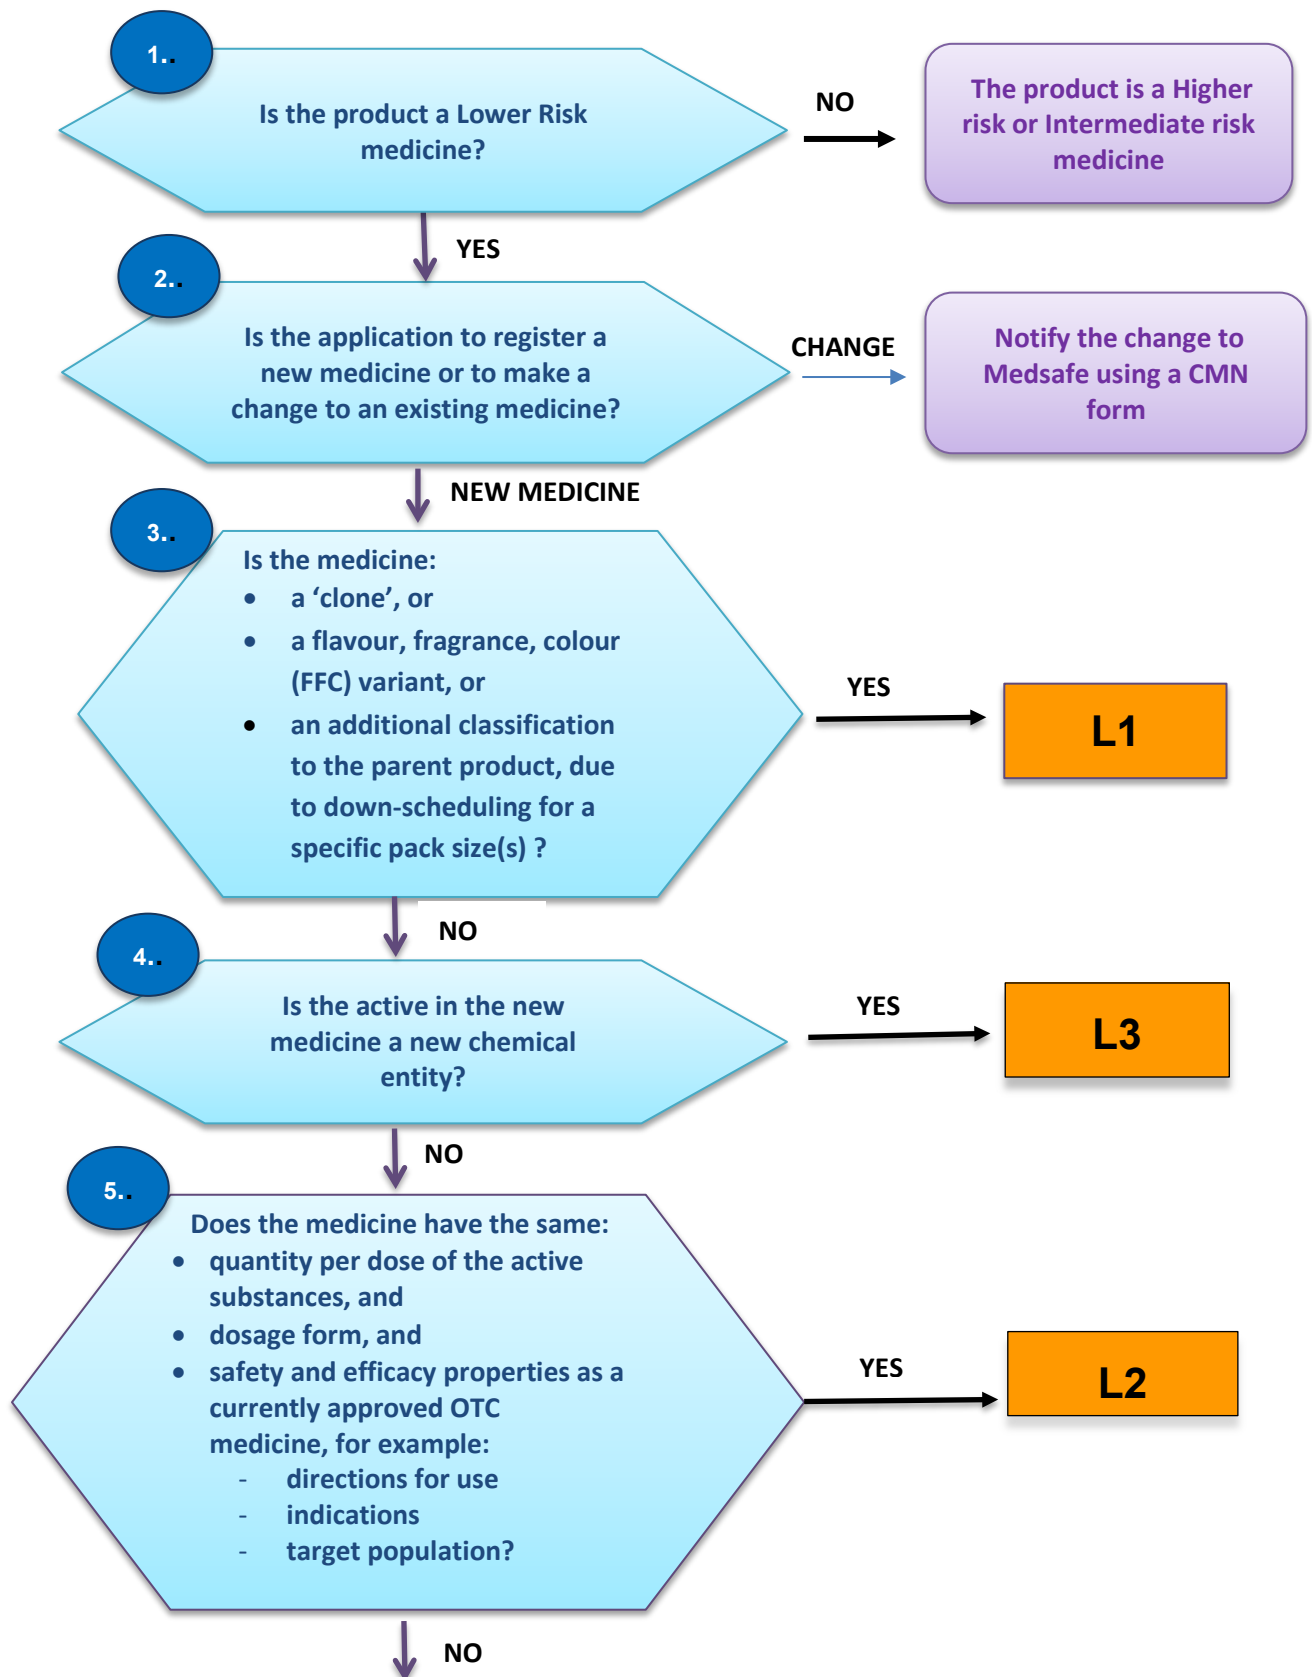 1..
Is the product a Lower Risk
medicine?
NO
The product is a Higher
risk or Intermediate risk
medicine
YES
2..
Is the application to register a
new medicine or to make a
change to an existing medicine?
CHANGE
Notify the change to
Medsafe using a CMN
form
NEW MEDICINE
3..
Is the medicine:
• a ‘clone’, or
• a flavour, fragrance, colour
(FFC) variant, or
• an additional classification
to the parent product, due
to down-scheduling for a
specific pack size(s) ?
YES
L1
NO
4..
Is the active in the new
medicine a new chemical
entity?
YES
L3
NO
5..
Does the medicine have the same:
• quantity per dose of the active
substances, and
• dosage form, and
• safety and efficacy properties as a
currently approved OTC
medicine, for example:
- directions for use
- indications
- target population?
YES
L2
NO